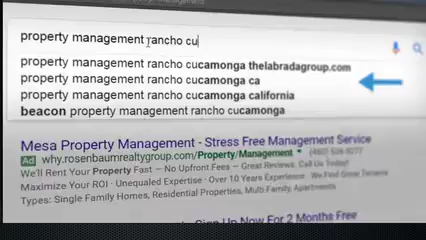 property management rancho cu
property management rancho cucamonga thelabradagroup.com
property management rancho cucamonga ca
property management rancho cucamonga california
beacon property management rancho cucamonga
Mesa Property Management - Stress Free Management Service
Ad why.rosenbaumrealtygroup.com/Property/Management
We'll Rent Your Property Fast — No Upfront Fees – Great Reviews. Call Us Today!
Maximize Your ROI · Unequaled Expertise · Over 10 Years Experience · We Find Great Tenants
Types: Single Family Homes, Residential Properties, Multi Family, Apartments
Sign Up Now For 2 Months Free